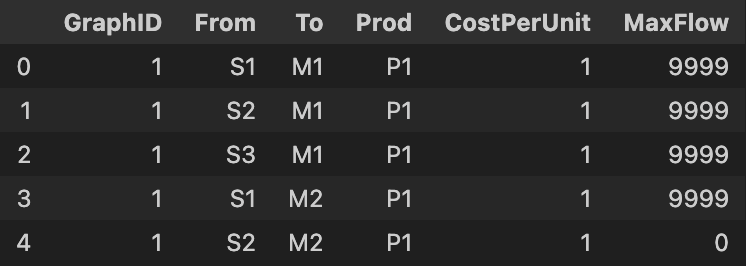 GraphID From To Prod CostPerUnit MaxFlow
0 1 S1 M1 P1 1 9999
1 1 S2 M1 P1 1 9999
2 1 S3 M1 P1 1 9999
3 1 S1 M2 P1 1 9999
4 1 S2 M2 P1 1 0